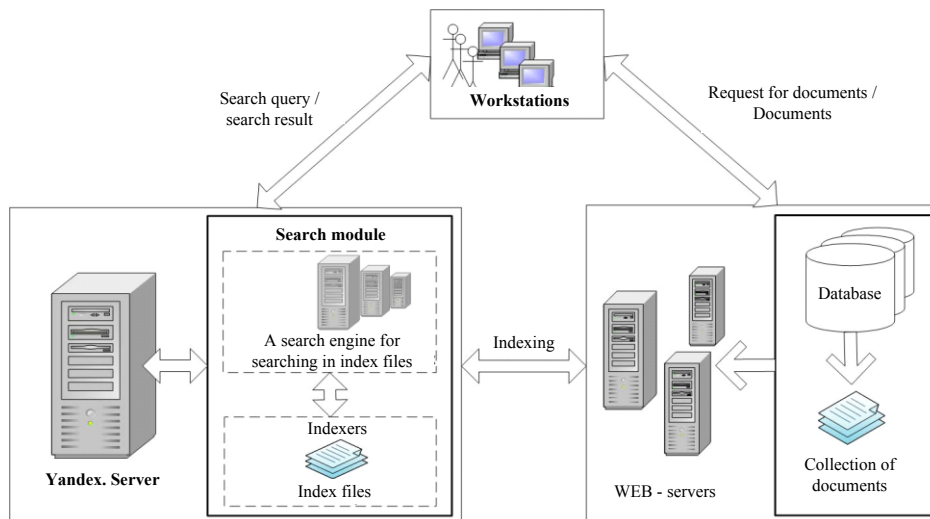 Workstations
Search query /
search result
Request for documents /
Documents
Search module
A search engine for
searching in index files
Indexers
Index files
Yandex. Server
Indexing
WEB - servers
Database
Collection of
documents